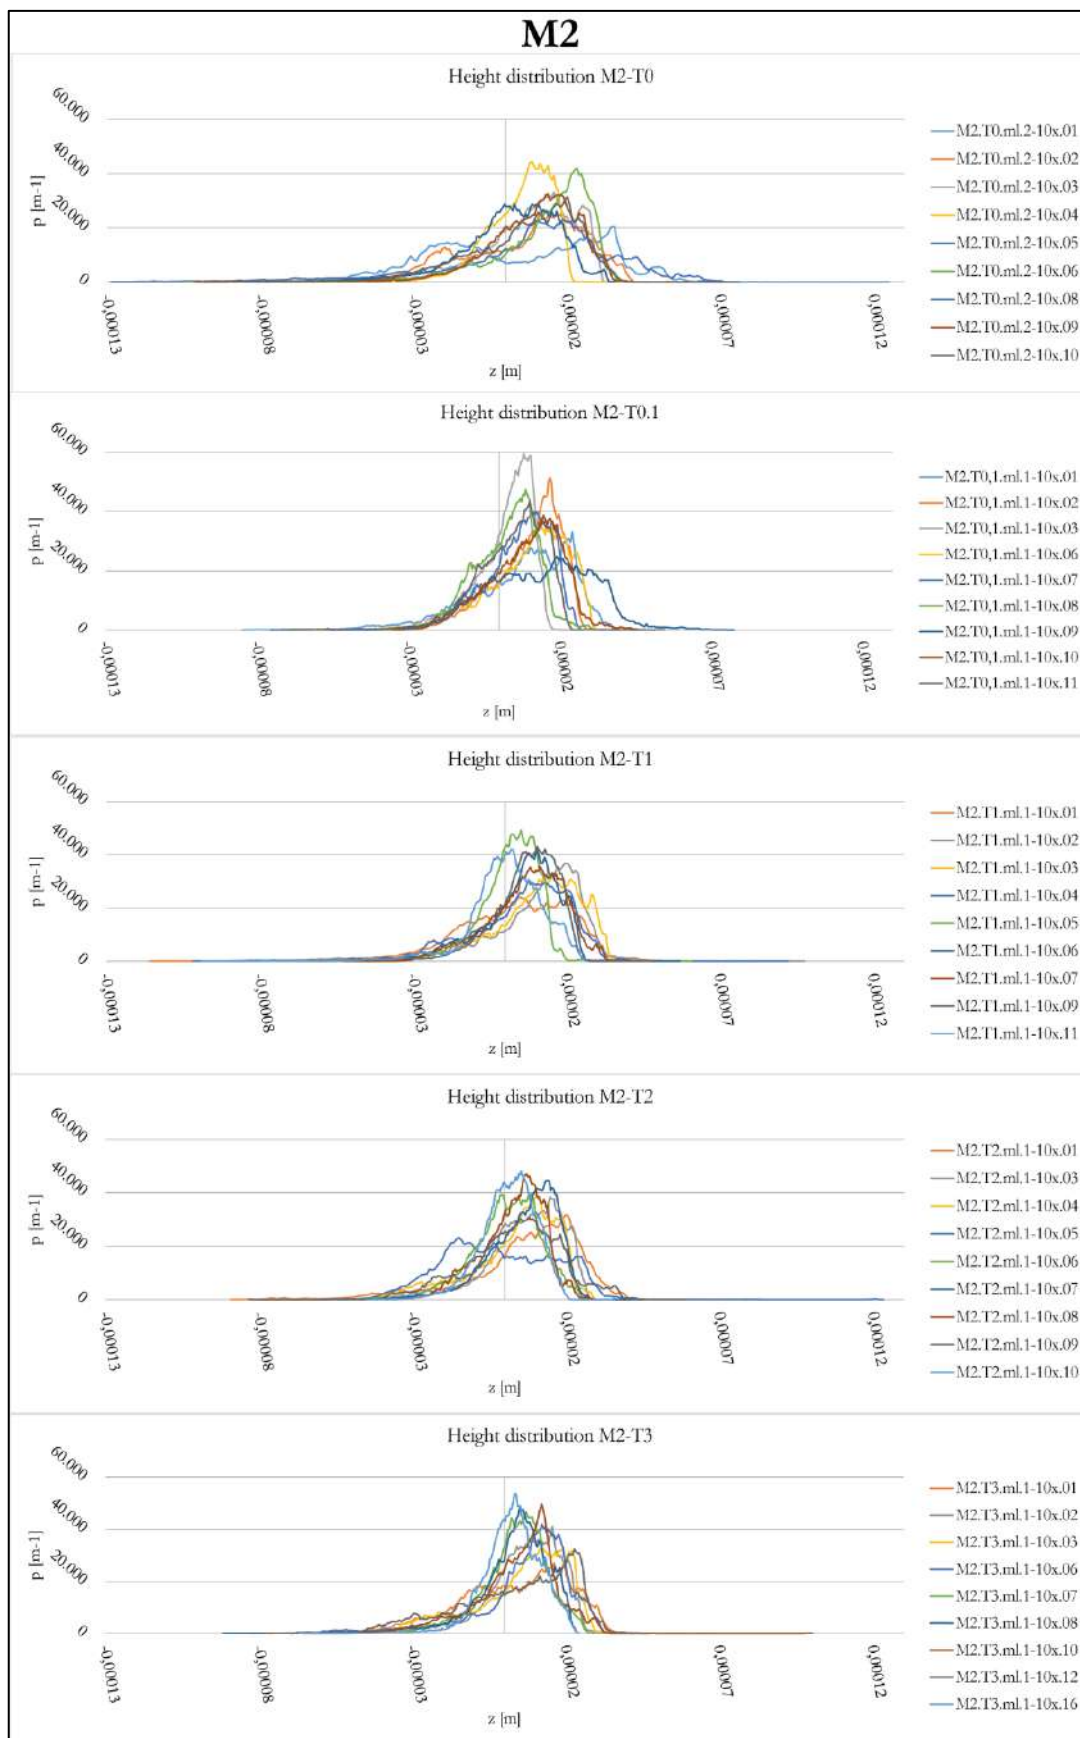 M2
Height distribution M2-T0
60.000
40.000
20.000
0
p [m-1]
-0,00013
-0,00008
-0,00003
0,00002
0,00007
0,00012
z [m]
M2.T0.ml.2-10x.01
M2.T0.ml.2-10x.02
M2.T0.ml.2-10x.03
M2.T0.ml.2-10x.04
M2.T0.ml.2-10x.05
M2.T0.ml.2-10x.06
M2.T0.ml.2-10x.08
M2.T0.ml.2-10x.09
M2.T0.ml.2-10x.10
Height distribution M2-T0.1
60.000
40.000
20.000
0
p [m-1]
-0,00013
-0,00008
-0,00003
0,00002
0,00007
0,00012
z [m]
M2.T0,1.ml.1-10x.01
M2.T0,1.ml.1-10x.02
M2.T0,1.ml.1-10x.03
M2.T0,1.ml.1-10x.06
M2.T0,1.ml.1-10x.07
M2.T0,1.ml.1-10x.08
M2.T0,1.ml.1-10x.09
M2.T0,1.ml.1-10x.10
M2.T0,1.ml.1-10x.11
Height distribution M2-T1
60.000
40.000
20.000
0
p [m-1]
-0,00013
-0,00008
-0,00003
0,00002
0,00007
0,00012
z [m]
M2.T1.ml.1-10x.01
M2.T1.ml.1-10x.02
M2.T1.ml.1-10x.03
M2.T1.ml.1-10x.04
M2.T1.ml.1-10x.05
M2.T1.ml.1-10x.06
M2.T1.ml.1-10x.07
M2.T1.ml.1-10x.09
M2.T1.ml.1-10x.11
Height distribution M2-T2
60.000
40.000
20.000
0
p [m-1]
-0,00013
-0,00008
-0,00003
0,00002
0,00007
0,00012
z [m]
M2.T2.ml.1-10x.01
M2.T2.ml.1-10x.03
M2.T2.ml.1-10x.04
M2.T2.ml.1-10x.05
M2.T2.ml.1-10x.06
M2.T2.ml.1-10x.07
M2.T2.ml.1-10x.08
M2.T2.ml.1-10x.09
M2.T2.ml.1-10x.10
Height distribution M2-T3
60.000
40.000
20.000
0
p [m-1]
-0,00013
-0,00008
-0,00003
0,00002
0,00007
0,00012
z [m]
M2.T3.ml.1-10x.01
M2.T3.ml.1-10x.02
M2.T3.ml.1-10x.03
M2.T3.ml.1-10x.06
M2.T3.ml.1-10x.07
M2.T3.ml.1-10x.08
M2.T3.ml.1-10x.10
M2.T3.ml.1-10x.12
M2.T3.ml.1-10x.16